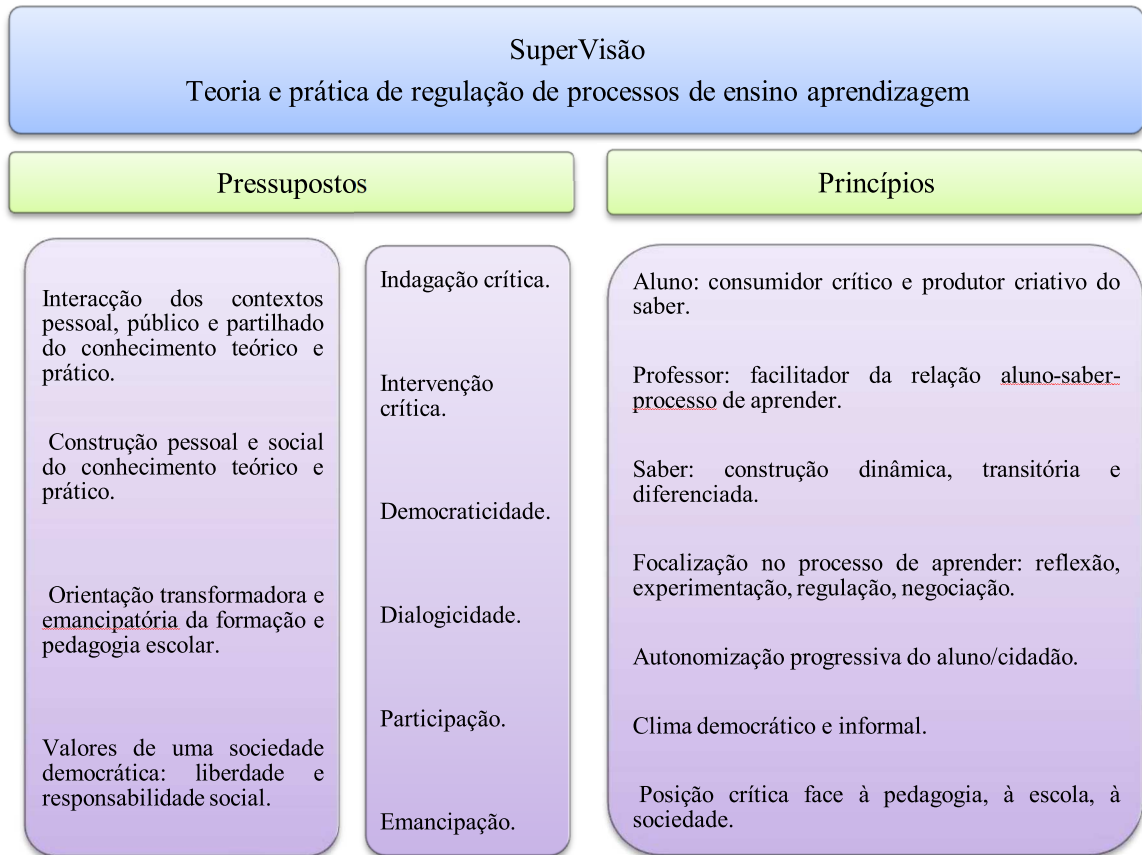 SuperVisão
Teoria e prática de regulação de processos de ensino aprendizagem
Pressupostos
Interacção dos contextos
pessoal, público e partilhado
do conhecimento teórico e
prático.
Construção pessoal e social
do conhecimento teórico e
prático.
Orientação transformadora e
emancipatória da formação e
pedagogia escolar.
Valores de uma sociedade
democrática: liberdade e
responsabilidade social.
Indagação crítica.
Intervenção
crítica.
Democraticidade.
Dialogicidade.
Participação.
Emancipação.
Princípios
Aluno: consumidor crítico e produtor criativo do
saber.
Professor: facilitador da relação aluno-saber-
processo de aprender.
Saber: construção dinâmica, transitória e
diferenciada.
Focalização no processo de aprender: reflexão,
experimentação, regulação, negociação.
Autonomização progressiva do aluno/cidadão.
Clima democrático e informal.
Posição crítica face à pedagogia, à escola, à
sociedade.